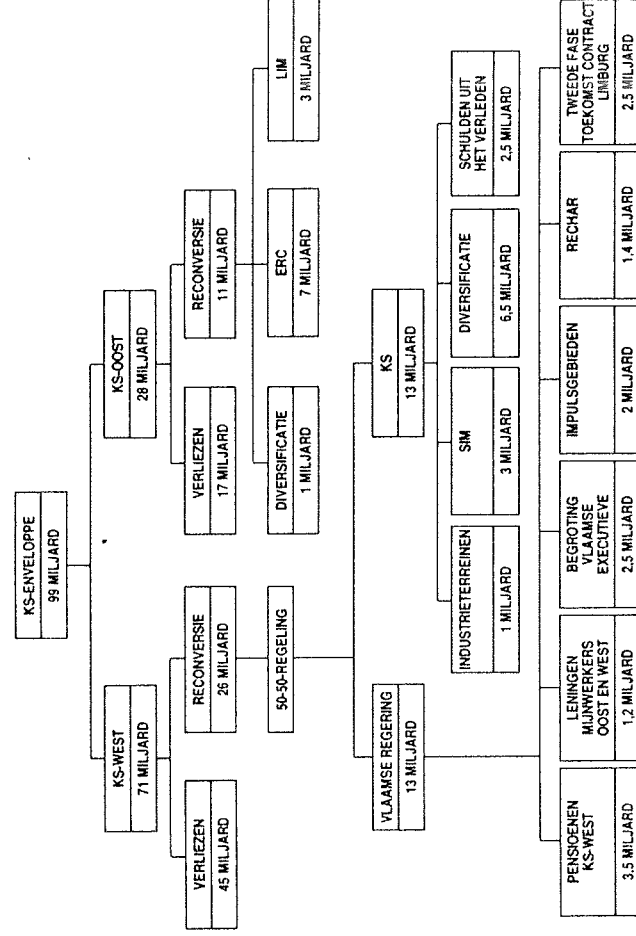 KS-ENVELOPPE
99 MILJARD
KS-WEST
71 MILJARD
KS-OOST
28 MILJARD
VERLIEZEN
45 MILJARD
RECONVERSIE
26 MILJARD
VERLIEZEN
17 MILJARD
RECONVERSIE
11 MILJARD
50-50-REGELING
DIVERSIFICATIE
1 MILJARD
ERC
7 MILJARD
LIM
3 MILJARD
VLAAMSE REGERING
13 MILJARD
KS
13 MILJARD
INDUSTRIETERREINEN
1 MILJARD
SIM
3 MILJARD
DIVERSIFICATIE
6,5 MILJARD
SCHULDEN UIT
HET VERLEDEN
2,5 MILJARD
PENSIOENEN
KS-WEST
3,5 MILJARD
LENINGEN
MIJNWERKERS
OOST EN WEST
1,2 MILJARD
BEGROTING
VLAAMSE
EXECUTIEVE
2,5 MILJARD
IMPULSGEBIEDEN
2 MILJARD
RECHAR
1,4 MILJARD
TWEEDE FASE
TOEKOMST CONTRACT
LIMBURG
2,5 MILJARD